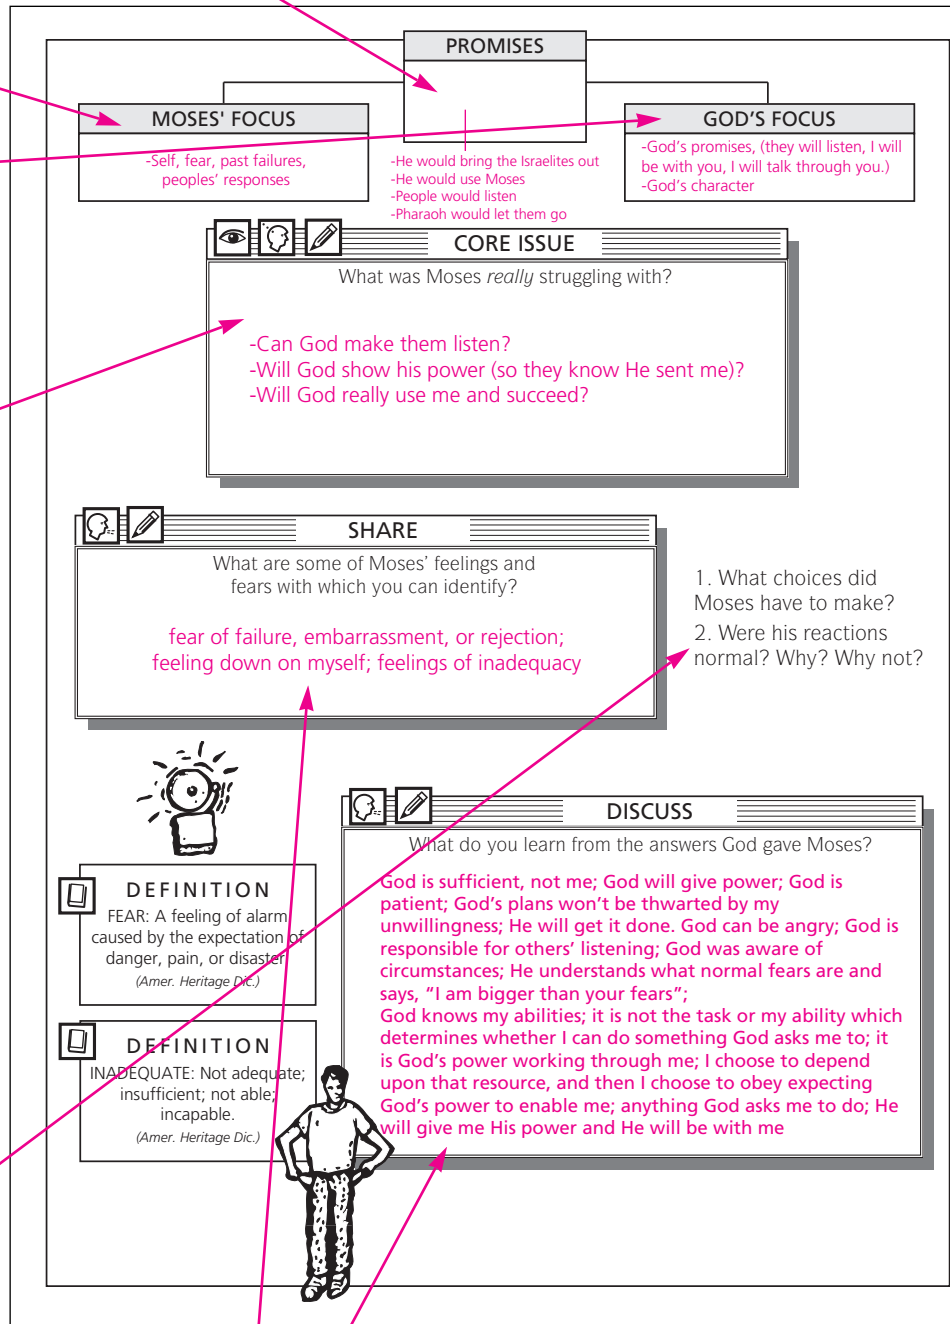 PROMISES
MOSES' FOCUS
-Self, fear, past failures,
peoples' responses
-He would bring the Israelites out
-He would use Moses
-People would listen
-Pharaoh would let them go
GOD'S FOCUS
-God's promises, (they will listen, I will
be with you, I will talk through you.)
-God's character
CORE ISSUE
What was Moses really struggling with?
-Can God make them listen?
-Will God show his power (so they know He sent me)?
-Will God really use me and succeed?
SHARE
What are some of Moses' feelings and
fears with which you can identify?
fear of failure, embarrassment, or rejection;
feeling down on myself; feelings of inadequacy
1. What choices did
Moses have to make?
2. Were his reactions
normal? Why? Why not?
DEFINITION
FEAR: A feeling of alarm
caused by the expectation of
danger, pain, or disaster
(Amer. Heritage Dic.)
DEFINITION
INADEQUATE: Not adequate;
insufficient; not able;
incapable.
(Amer. Heritage Dic.)
DISCUSS
What do you learn from the answers God gave Moses?
God is sufficient, not me; God will give power; God is
patient; God's plans won't be thwarted by my
unwillingness; He will get it done. God can be angry; God is
responsible for others' listening; God was aware of
circumstances; He understands what normal fears are and
says, "I am bigger than your fears";
God knows my abilities; it is not the task or my ability which
determines whether I can do something God asks me to; it
is God's power working through me; I choose to depend
upon that resource, and then I choose to obey expecting
God's power to enable me; anything God asks me to do; He
will give me His power and He will be with me